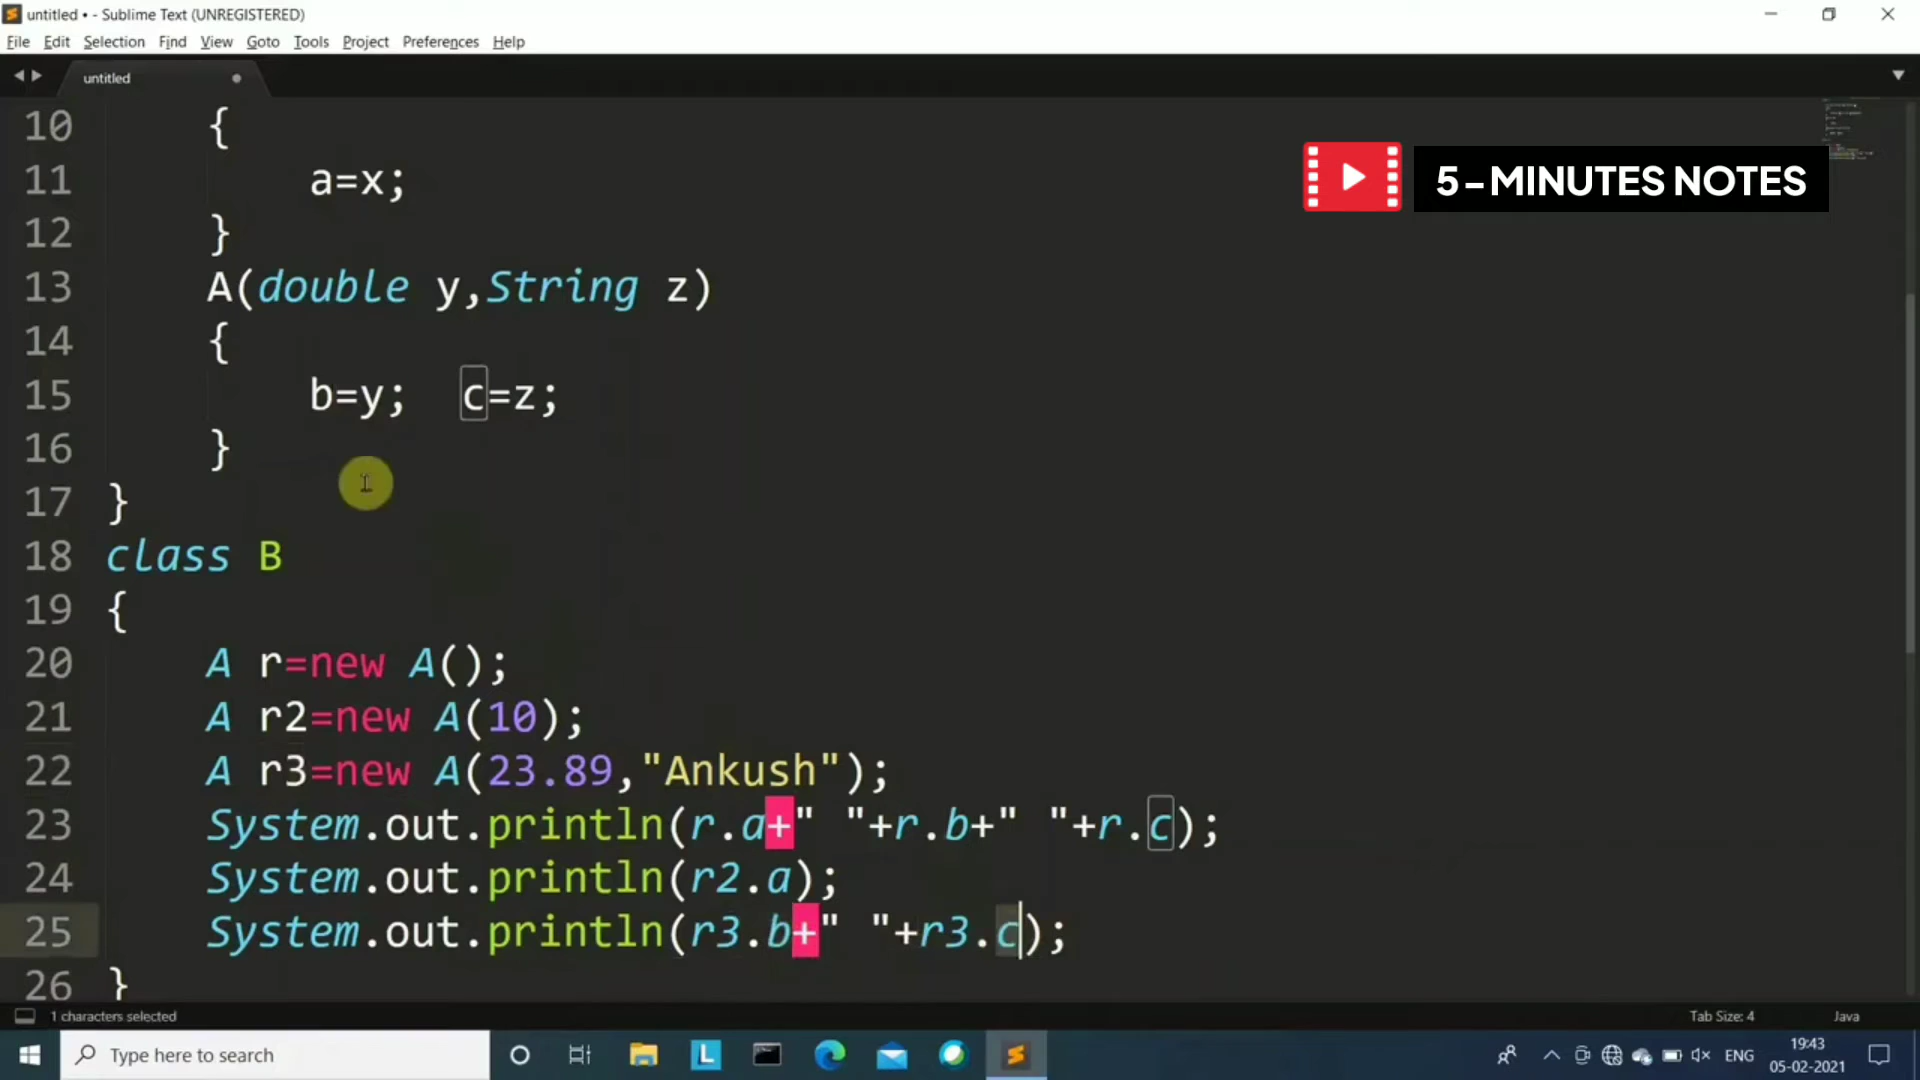 untitled • - Sublime Text (UNREGISTERED)
File Edit Selection Find View Goto Tools Project Preferences Help
untitled
5-MINUTES NOTES
10 {
11 a=x;
12 }
13 A(double y,String z)
14 {
15 b=y; c=z;
16 }
17 }
18 class B
19 {
20 A r=new A();
21 A r2=new A(10);
22 A r3=new A(23.89,"Ankush");
23 System.out.println(r.a+" "+r.b+" "+r.c);
24 System.out.println(r2.a);
25 System.out.println(r3.b+" "+r3.c);
26 }
1 characters selected Tab Size: 4 Java
Type here to search L ENG 19:43
05-02-2021